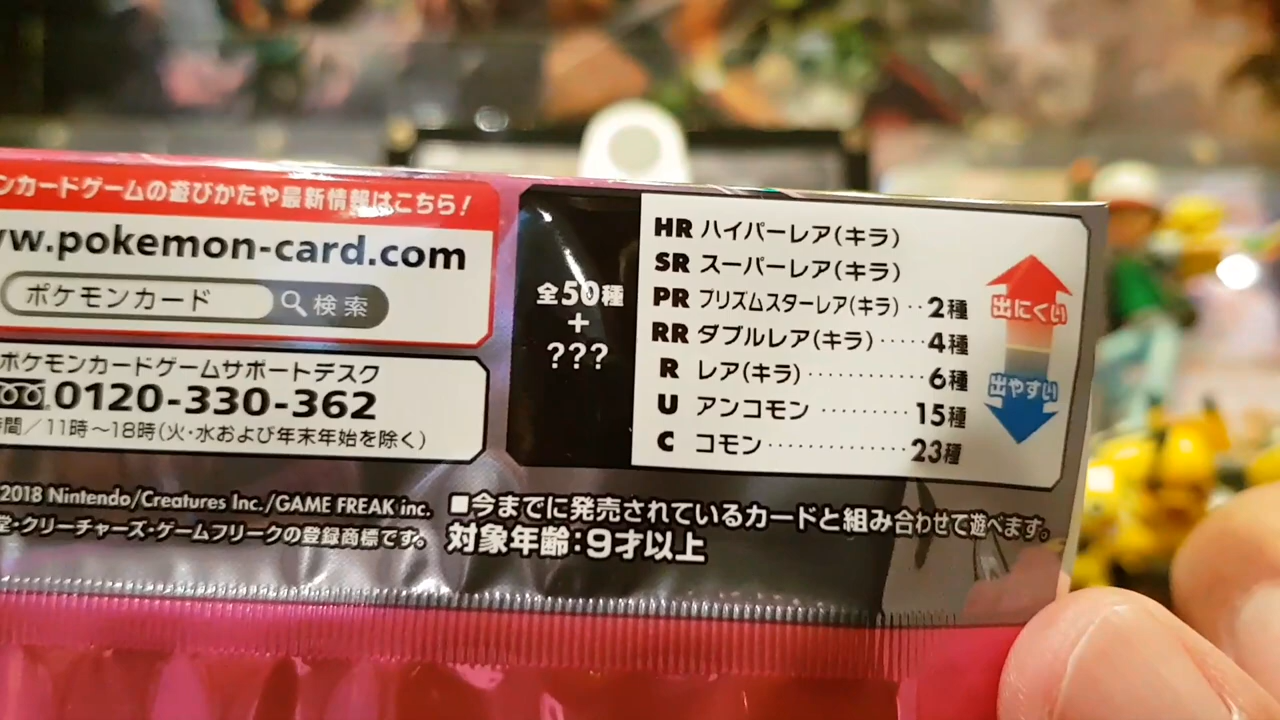 ンカードゲームの遊びかたや最新情報はこちら!
w.pokemon-card.com
ポケモンカード 検索
ポケモンカードゲームサポートデスク
0120-330-362
時間/11時~18時(火・水および年末年始を除く)
2018 Nintendo/Creatures Inc./GAME FREAK inc.
堂・クリーチャーズ・ゲームフリークの登録商標です。
全50種
+
???
HR ハイパーレア(キラ)
SR スーパーレア(キラ)
PR プリズムスターレア(キラ)‥2種
RR ダブルレア(キラ)‥‥‥4種
R レア(キラ)‥‥‥‥‥‥6種
U アンコモン ‥‥‥‥‥15種
C コモン‥‥‥‥‥‥‥‥23種
出にくい
出やすい
■今までに発売されているカードと組み合わせて遊べます。
対象年齢:9才以上